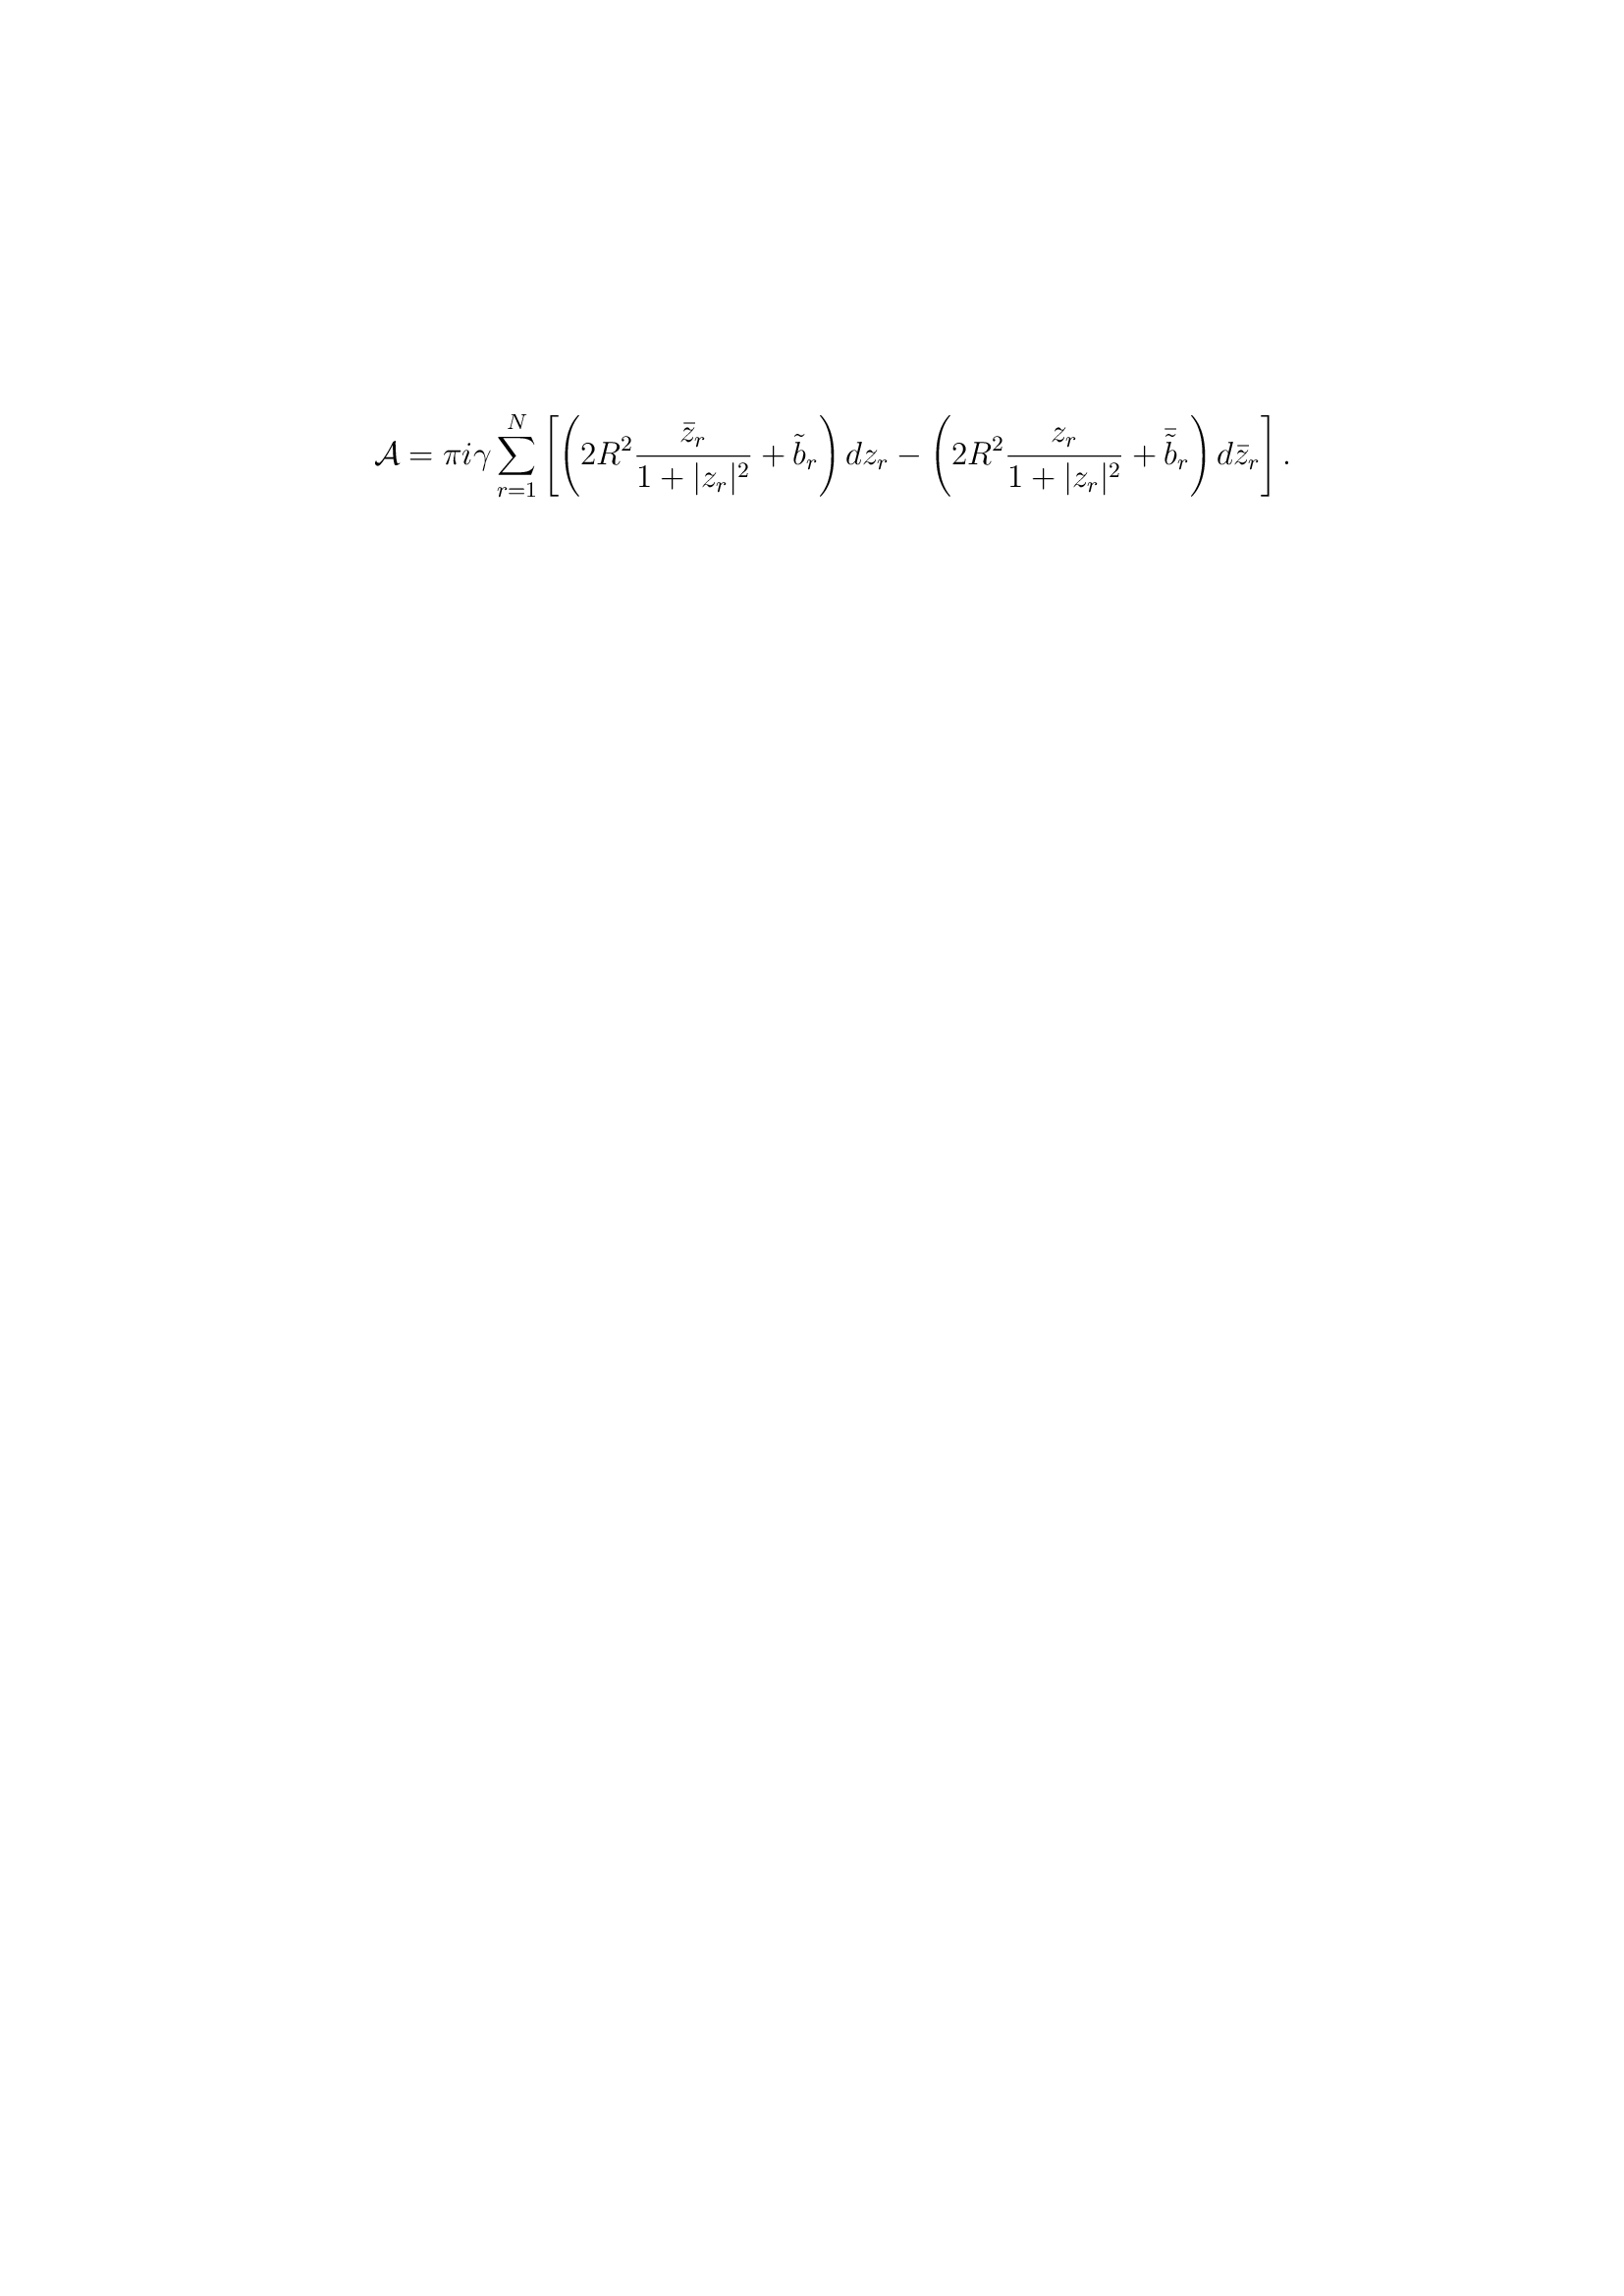 $$\mathcal{A} = \pi i \gamma \sum_{r=1}^{N} \left[ \left( 2R^2 \frac{\bar{z}_r}{1+|z_r|^2} + \tilde{b}_r \right) dz_r - \left( 2R^2 \frac{z_r}{1+|z_r|^2} + \bar{\tilde{b}}_r \right) d\bar{z}_r \right].$$